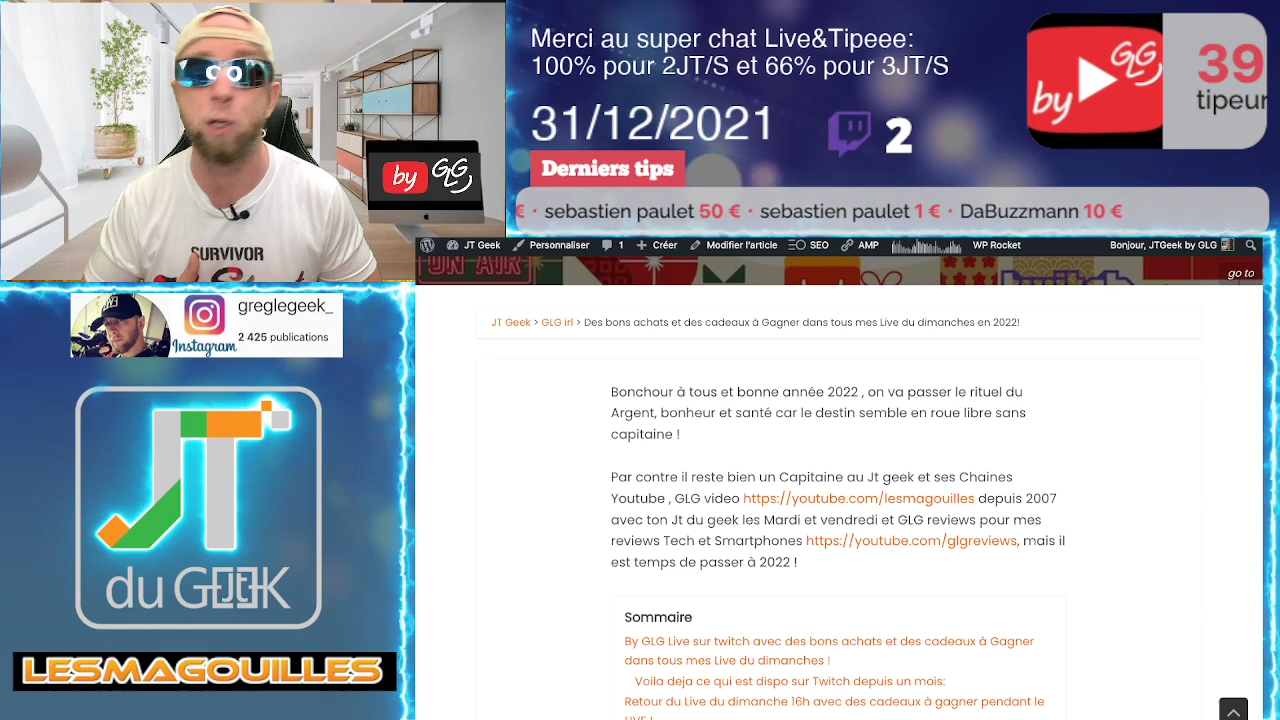 Merci au super chat Live&Tipeee:
100% pour 2JT/S et 66% pour 3JT/S
31/12/2021
2
by GLG
39
tipeur
Derniers tips
€ · sebastien paulet 50 € · sebastien paulet 1 € · DaBuzzmann 10 €
by GLG
SURVIVOR
JT Geek Personnaliser 1 Créer Modifier l'article SEO AMP WP Rocket Bonjour, JTGeek by GLG
ON AIR
go to
greglegeek_
2 425 publications
Instagram
JT
du GEEK
LESMAGOUILLES
JT Geek > GLG irl > Des bons achats et des cadeaux à Gagner dans tous mes Live du dimanches en 2022!
Bonchour à tous et bonne année 2022 , on va passer le rituel du
Argent, bonheur et santé car le destin semble en roue libre sans
capitaine !
Par contre il reste bien un Capitaine au Jt geek et ses Chaines
Youtube , GLG video https://youtube.com/lesmagouilles depuis 2007
avec ton Jt du geek les Mardi et vendredi et GLG reviews pour mes
reviews Tech et Smartphones https://youtube.com/glgreviews, mais il
est temps de passer à 2022 !
Sommaire
By GLG Live sur twitch avec des bons achats et des cadeaux à Gagner
dans tous mes Live du dimanches !
Voila deja ce qui est dispo sur Twitch depuis un mois:
Retour du Live du dimanche 16h avec des cadeaux à gagner pendant le
LIVE !